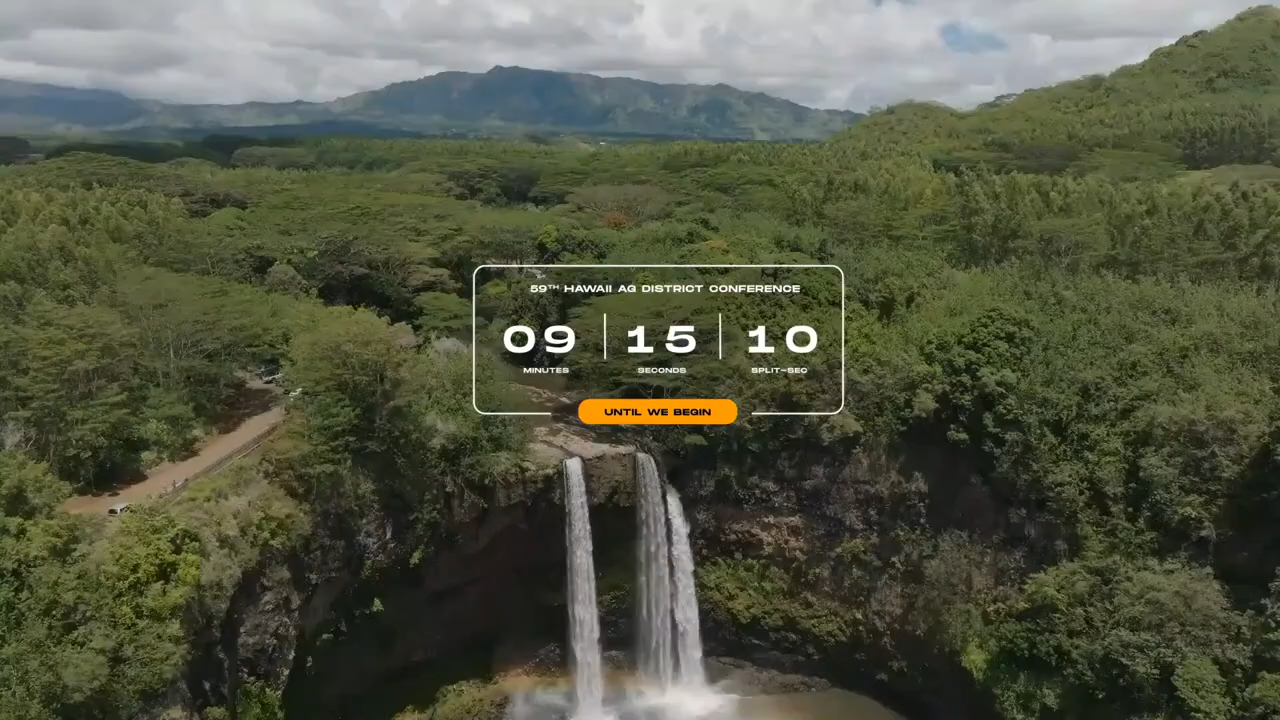 59TH HAWAII AG DISTRICT CONFERENCE
09 15 10
MINUTES SECONDS SPLIT-SEC
UNTIL WE BEGIN